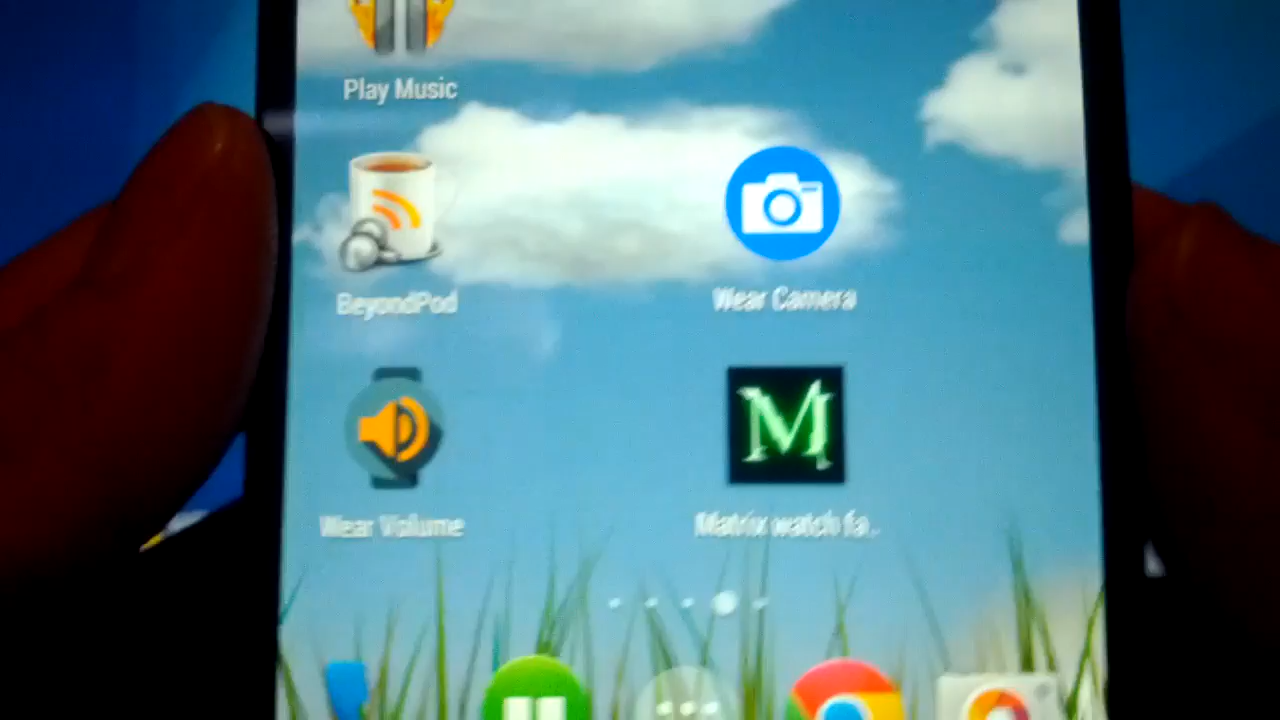 Play Music
BeyondPod
Wear Camera
M
Wear Volume
Matrix watch fa..